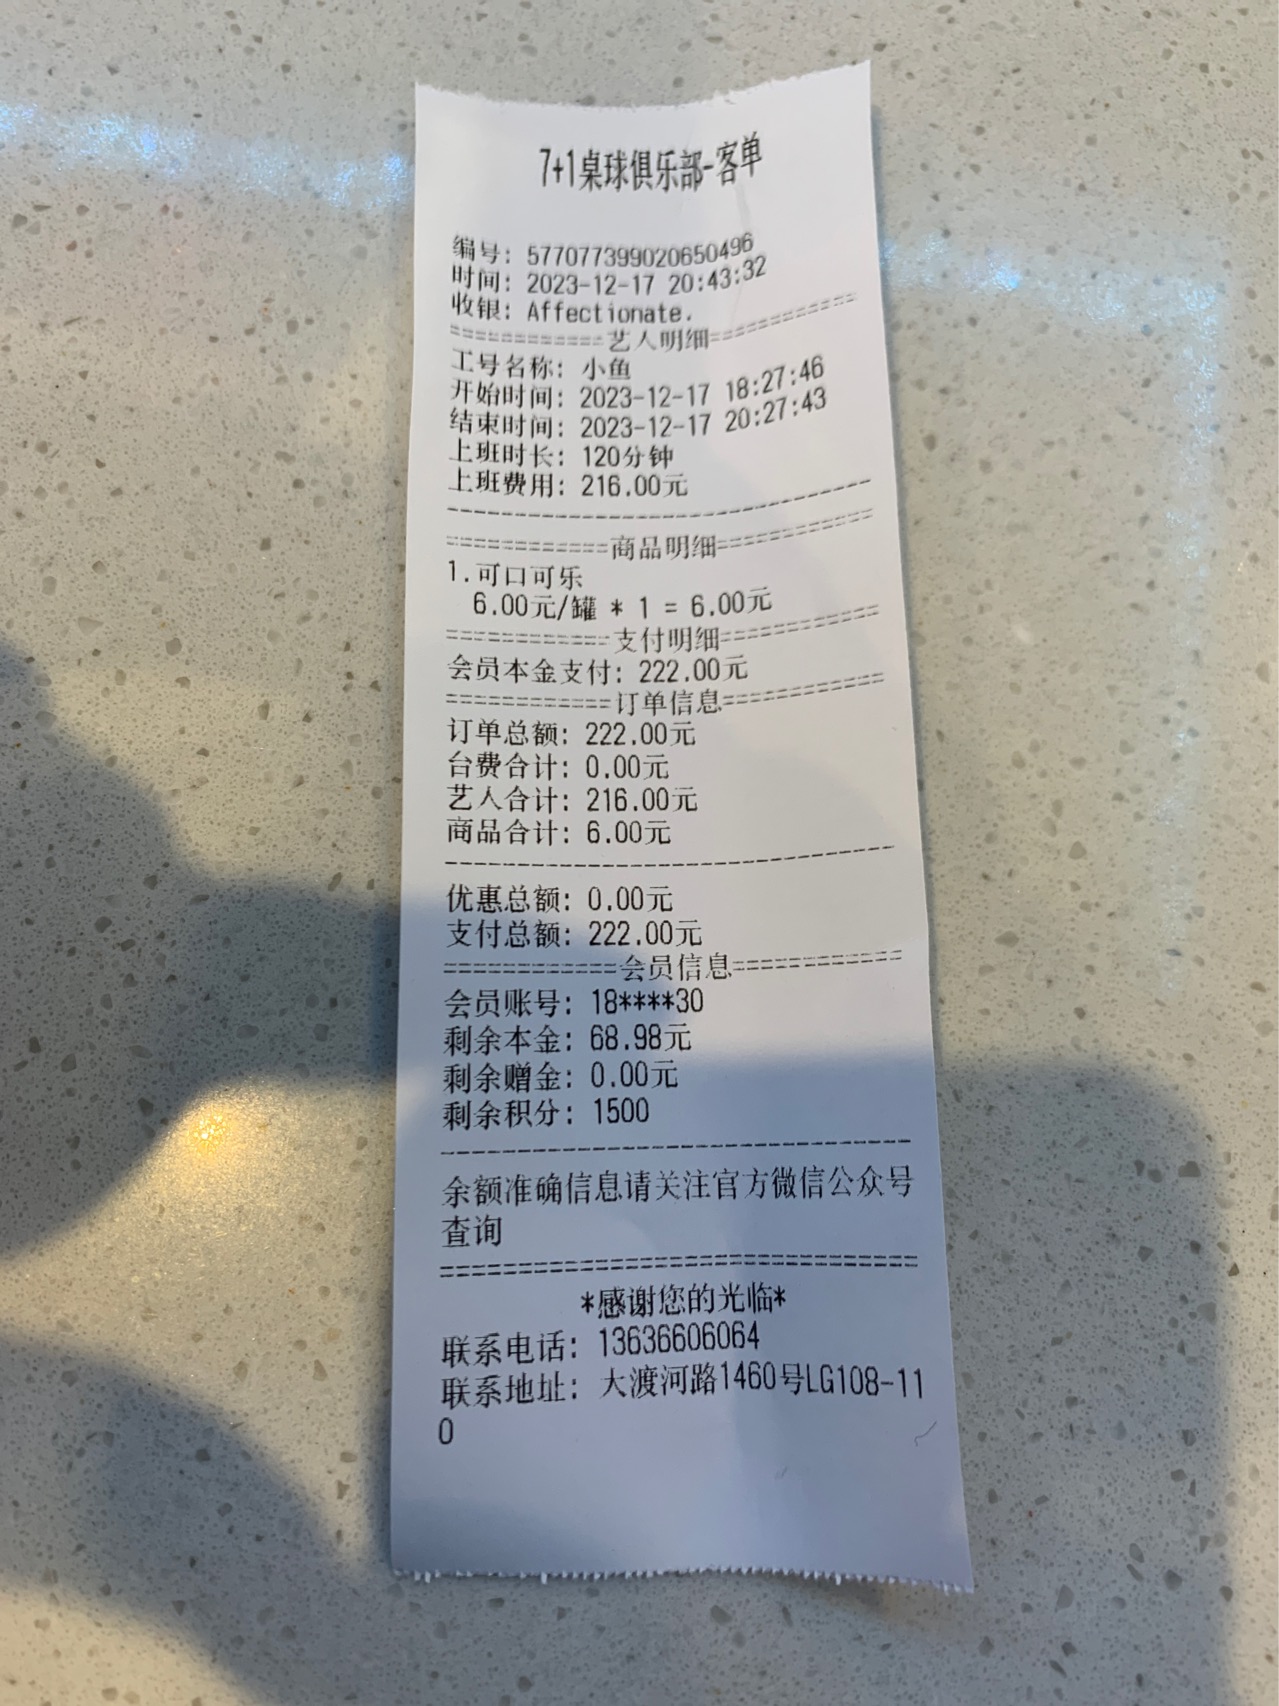 7+1桌球俱乐部-客单
编号: 577077399020650496
时间: 2023-12-17 20:43:32
收银: Affectionate.
============艺人明细============
工号名称: 小鱼
开始时间: 2023-12-17 18:27:46
结束时间: 2023-12-17 20:27:43
上班时长: 120分钟
上班费用: 216.00元
--------------------------------
============商品明细============
1.可口可乐
6.00元/罐 * 1 = 6.00元
============支付明细============
会员本金支付: 222.00元
============订单信息============
订单总额: 222.00元
台费合计: 0.00元
艺人合计: 216.00元
商品合计: 6.00元
--------------------------------
优惠总额: 0.00元
支付总额: 222.00元
============会员信息============
会员账号: 18****30
剩余本金: 68.98元
剩余赠金: 0.00元
剩余积分: 1500
--------------------------------
余额准确信息请关注官方微信公众号
查询
================================
*感谢您的光临*
联系电话: 13636606064
联系地址: 大渡河路1460号LG108-11
0